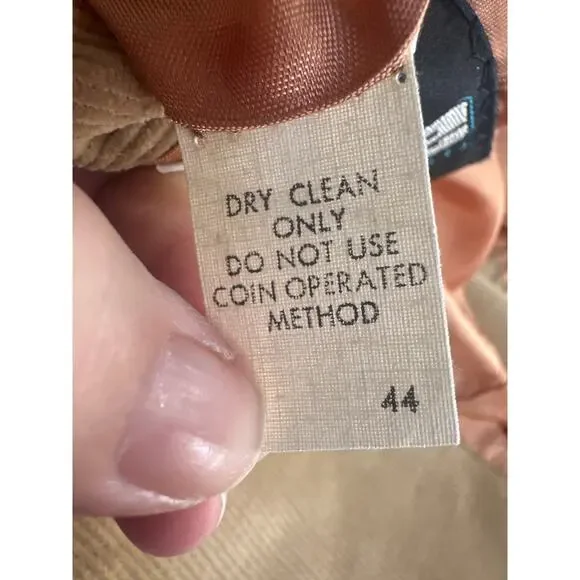 DRY CLEAN
ONLY
DO NOT USE
COIN OPERATED
METHOD
44